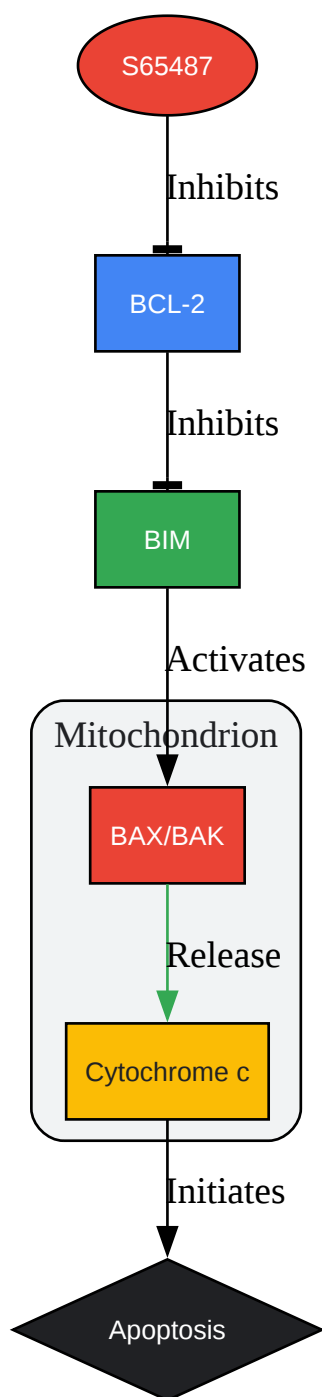 S65487
Inhibits
BCL-2
Inhibits
BIM
Activates
Mitochondrion
BAX/BAK
Release
Cytochrome c
Initiates
Apoptosis